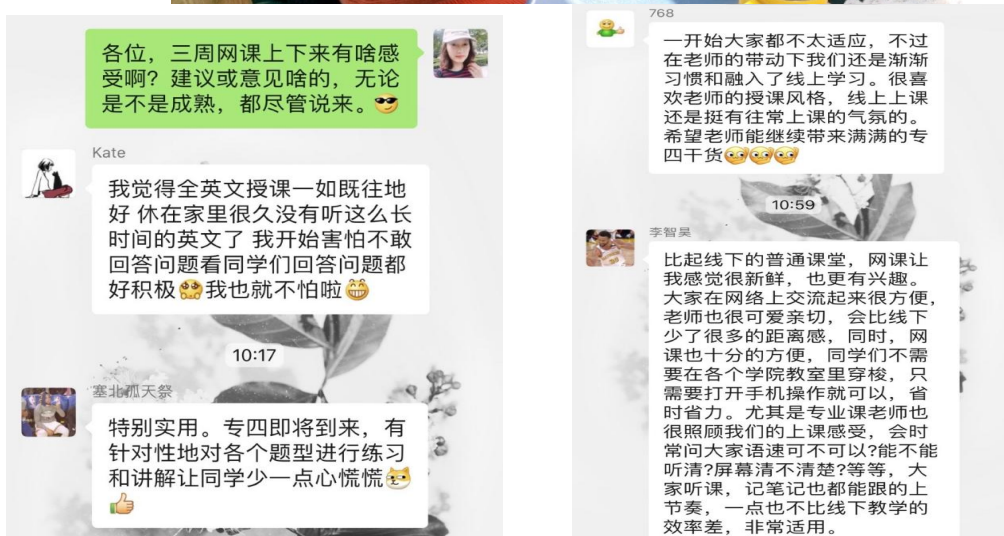 各位，三周网课上下来有啥感
受啊？建议或意见啥的，无论
是不是成熟，都尽管说来。
Kate
我觉得全英文授课一如既往地
好 休在家里很久没有听这么长
时间的英文了 我开始害怕不敢
回答问题看同学们回答问题都
好积极我也就不怕啦
10:17
塞北孤天祭
特别实用。专四即将到来，有
针对性地对各个题型进行练习
和讲解让同学少一点心慌慌
768
一开始大家都不太适应，不过
在老师的带动下我们还是渐渐
习惯和融入了线上学习。很喜
欢老师的授课风格，线上上课
还是挺有往常上课的气氛的。
希望老师能继续带来满满的专
四干货
10:59
李智昊
比起线下的普通课堂，网课让
我感觉很新鲜，也更有兴趣。
大家在网络上交流起来很方便，
老师也很可爱亲切，会比线下
少了很多的距离感，同时，网
课也十分的方便，同学们不需
要在各个学院教室里穿梭，只
需要打开手机操作就可以，省
时省力。尤其是专业课老师也
很照顾我们的上课感受，会时
常问大家语速可不可以?能不能
听清?屏幕清不清楚?等等，大
家听课，记笔记也都能跟的上
节奏，一点也不比线下教学的
效率差，非常适用。